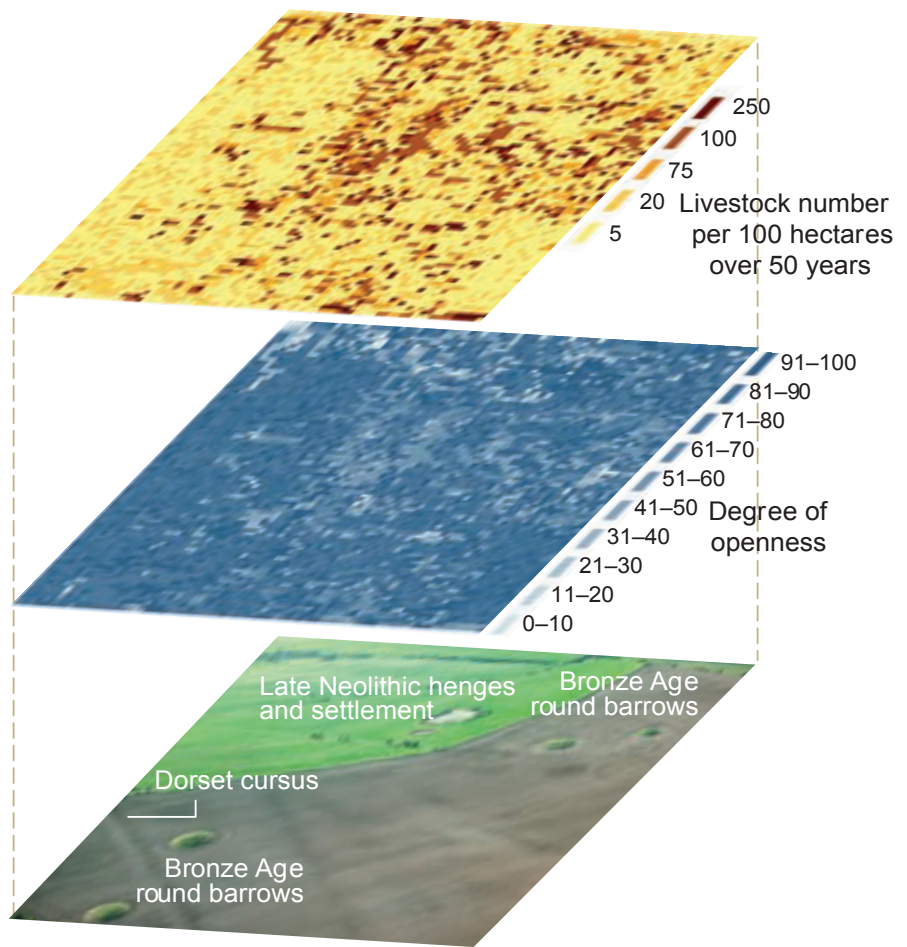 250
100
75
20
5
Livestock number
per 100 hectares
over 50 years
91–100
81–90
71–80
61–70
51–60
41–50
31–40
21–30
11–20
0–10
Degree of
openness
Late Neolithic henges
and settlement
Bronze Age
round barrows
Dorset cursus
Bronze Age
round barrows